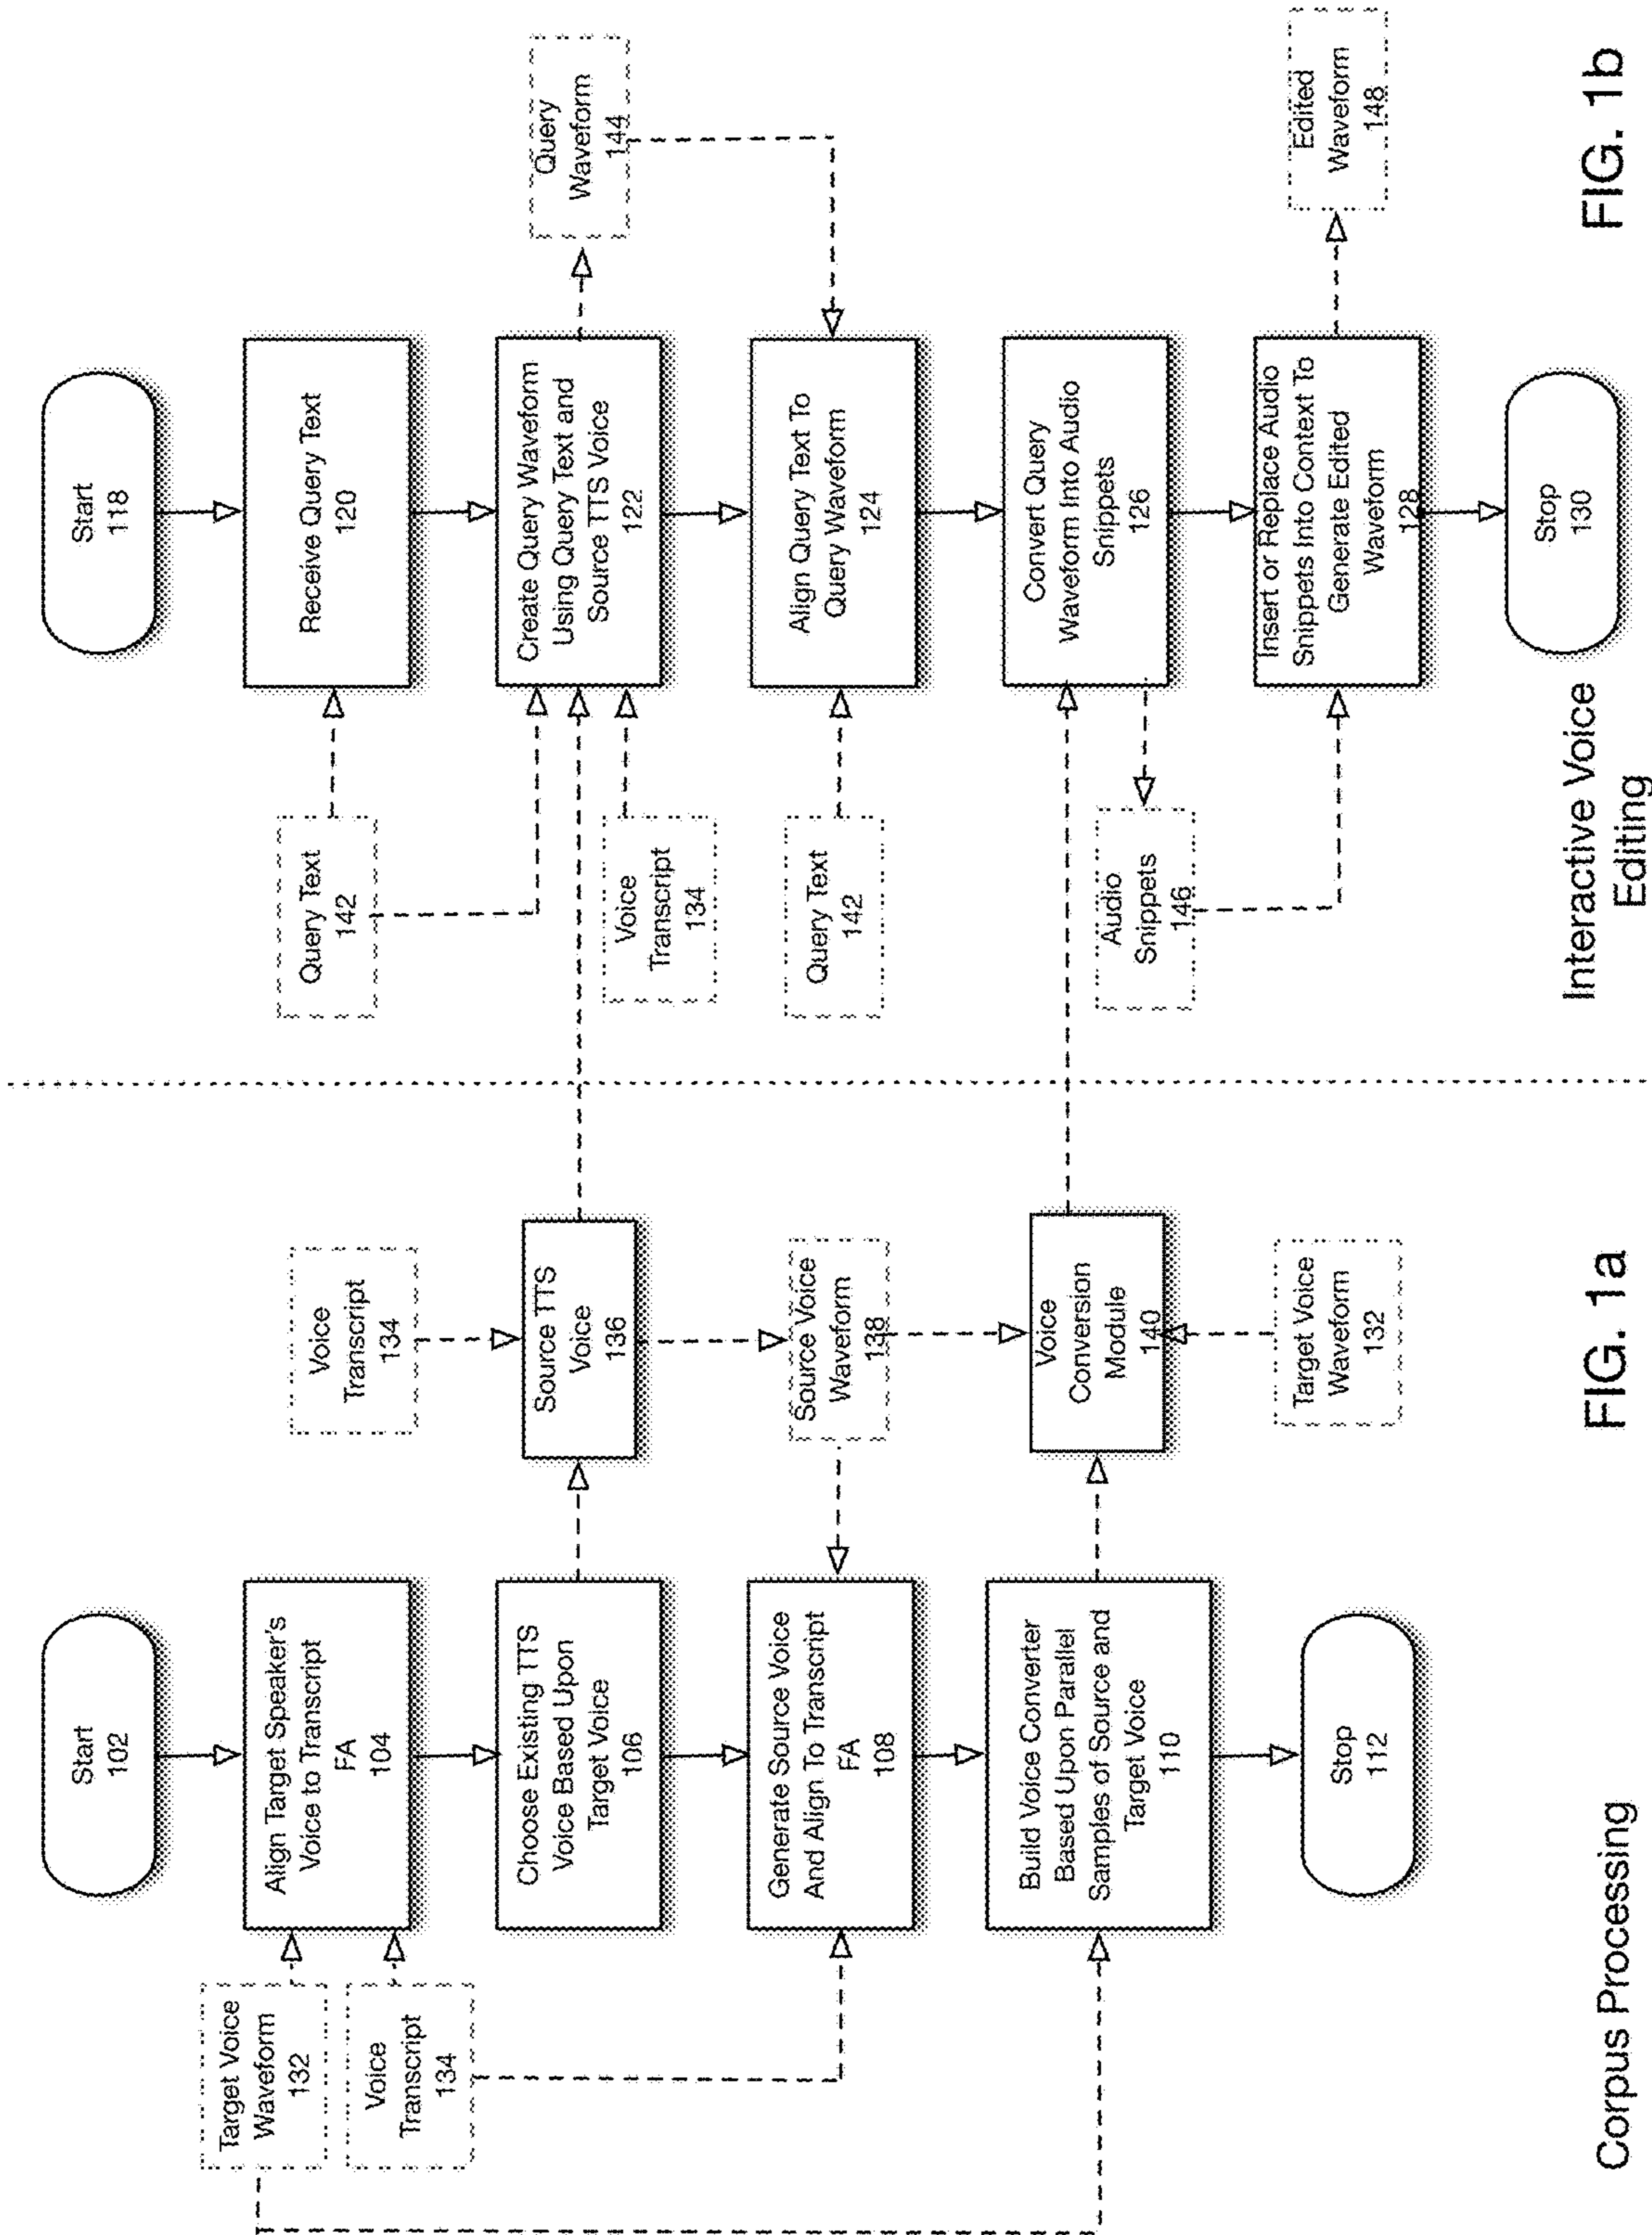 Start
102
Target Voice
Waveform
132
Voice
Transcript
134
Align Target Speaker's
Voice to Transcript
FA
104
Choose Existing TTS
Voice Based Upon
Target Voice
106
Generate Source Voice
And Align To Transcript
FA
108
Build Voice Converter
Based Upon Parallel
Samples of Source and
Target Voice
110
Stop
112
Voice
Transcript
134
Source TTS
Voice
136
Source Voice
Waveform
138
Voice
Conversion
Module
140
Target Voice
Waveform
132
Corpus Processing
FIG. 1a
Start
118
Query Text
142
Receive Query Text
120
Voice
Transcript
134
Create Query Waveform
Using Query Text and
Source TTS Voice
122
Query
Waveform
144
Query Text
142
Align Query Text To
Query Waveform
124
Convert Query
Waveform Into Audio
Snippets
126
Audio
Snippets
146
Insert or Replace Audio
Snippets Into Context To
Generate Edited
Waveform
128
Edited
Waveform
148
Stop
130
Interactive Voice
Editing
FIG. 1b